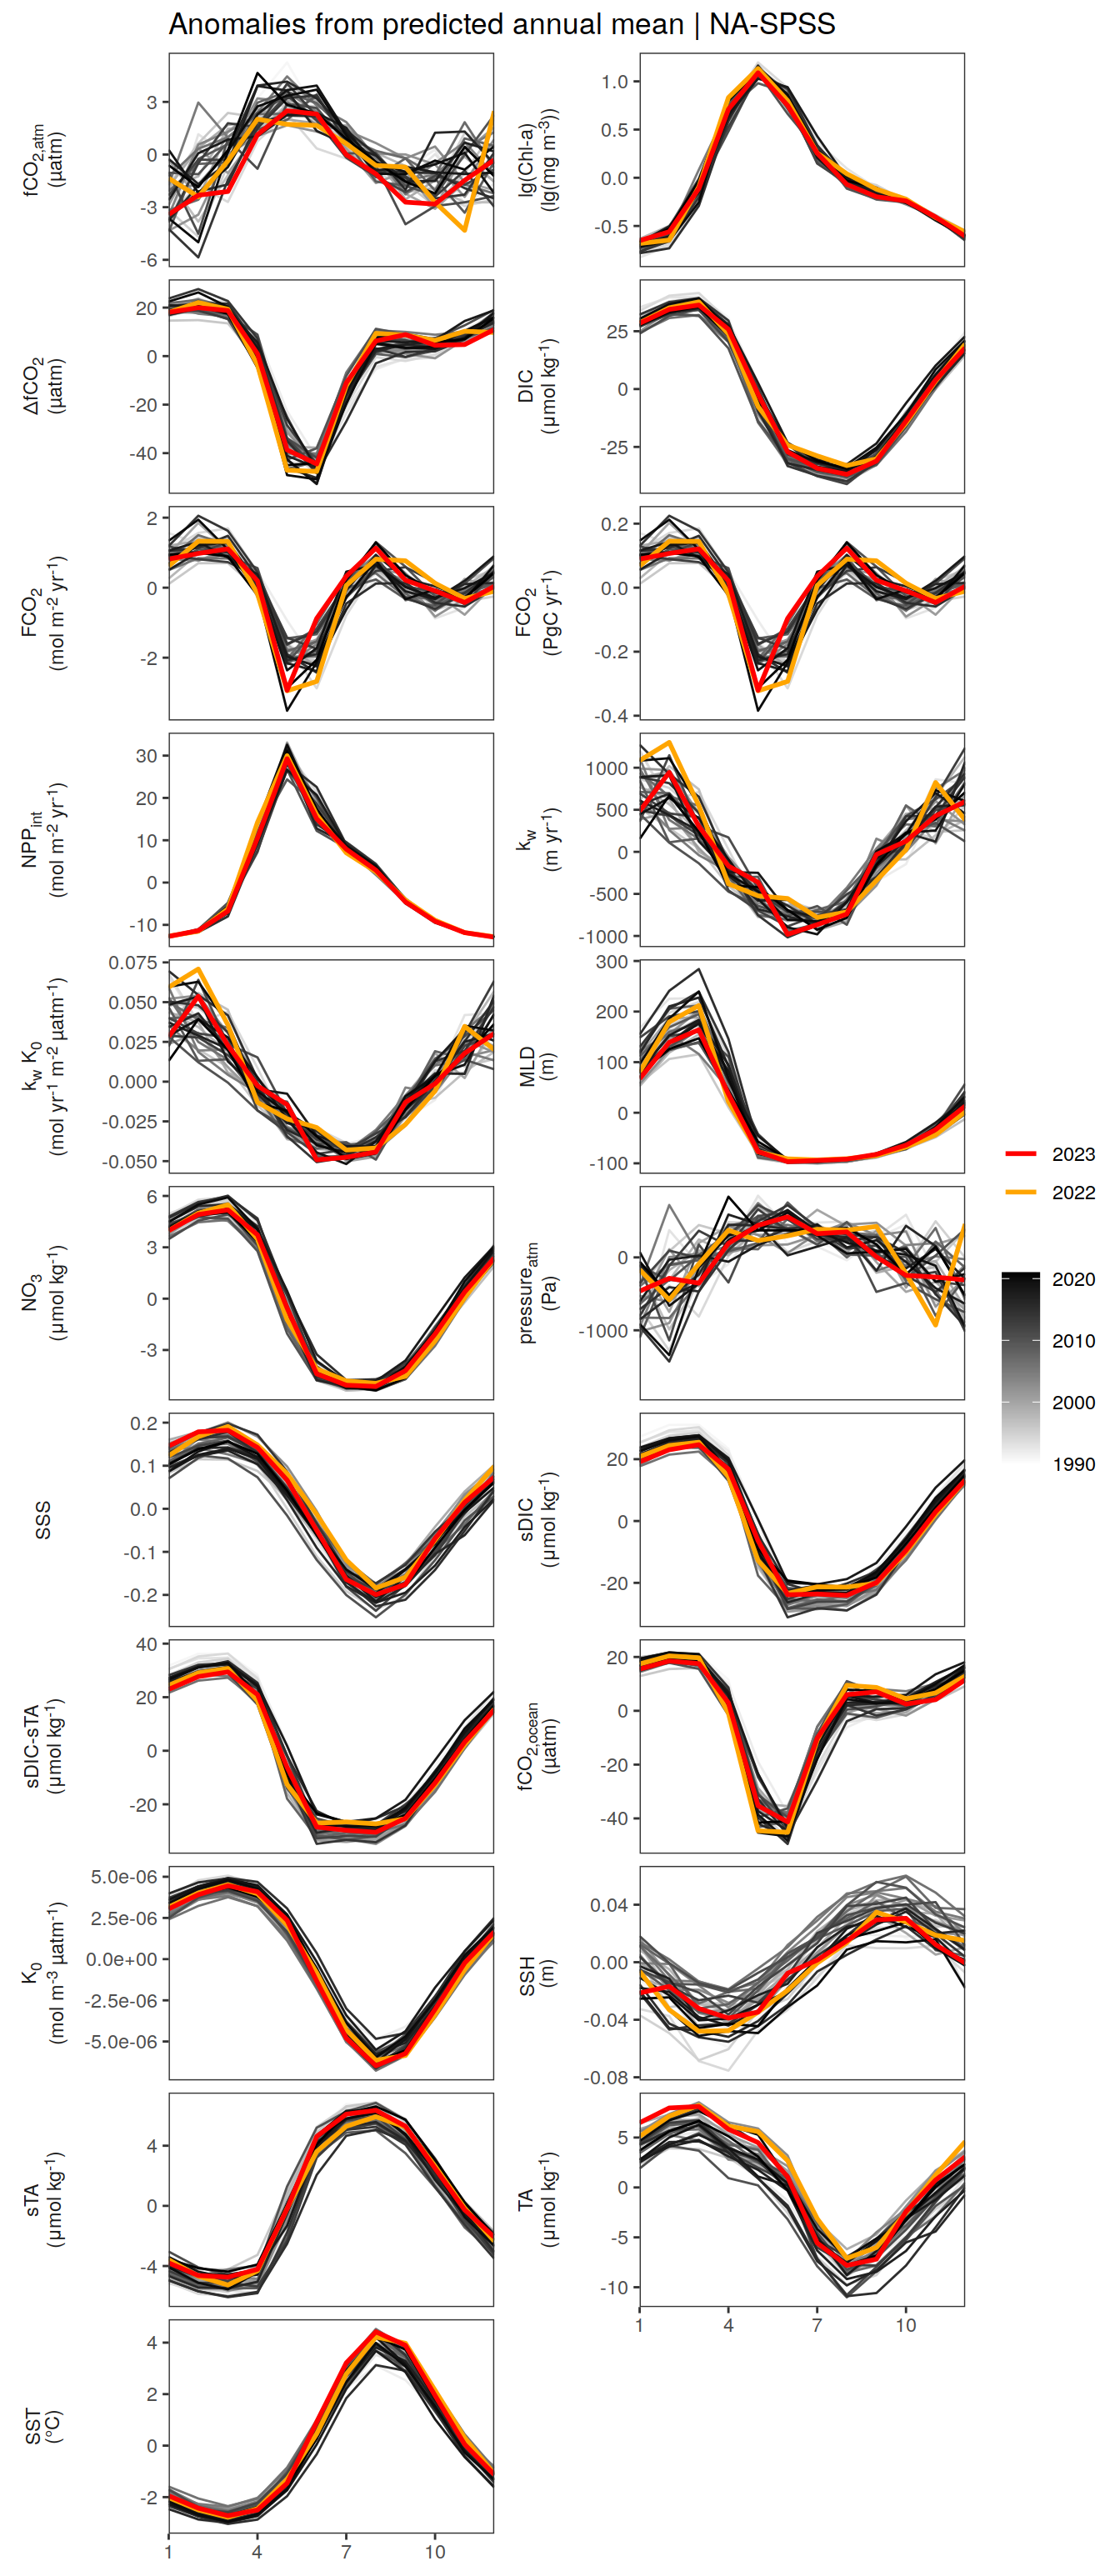 Anomalies from predicted annual mean | NA-SPSS
fCO2,atm
(µatm)
3
0
-3
-6
lg(Chl-a)
(lg(mg m-3))
1.0
0.5
0.0
-0.5
ΔfCO2
(µatm)
20
0
-20
-40
DIC
(µmol kg-1)
25
0
-25
FCO2
(mol m-2 yr-1)
2
0
-2
FCO2
(PgC yr-1)
0.2
0.0
-0.2
-0.4
NPPint
(mol m-2 yr-1)
30
20
10
0
-10
kw
(m yr-1)
1000
500
0
-500
-1000
kw K0
(mol yr-1 m-2 µatm-1)
0.075
0.050
0.025
0.000
-0.025
-0.050
MLD
(m)
300
200
100
0
-100
NO3
(µmol kg-1)
6
3
0
-3
pressureatm
(Pa)
0
-1000
SSS
0.2
0.1
0.0
-0.1
-0.2
sDIC
(µmol kg-1)
20
0
-20
sDIC-sTA
(µmol kg-1)
40
20
0
-20
fCO2,ocean
(µatm)
20
0
-20
-40
K0
(mol m-3 µatm-1)
5.0e-06
2.5e-06
0.0e+00
-2.5e-06
-5.0e-06
SSH
(m)
0.04
0.00
-0.04
-0.08
sTA
(µmol kg-1)
4
0
-4
TA
(µmol kg-1)
5
0
-5
-10
1 4 7 10
SST
(°C)
4
2
0
-2
1 4 7 10
2023
2022
2020
2010
2000
1990